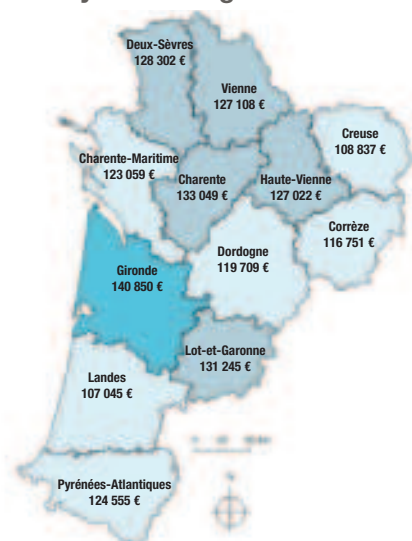 Deux-Sèvres
128 302 €
Vienne
127 108 €
Creuse
108 837 €
Charente-Maritime
123 059 €
Charente
133 049 €
Haute-Vienne
127 022 €
Corrèze
116 751 €
Dordogne
119 709 €
Gironde
140 850 €
Lot-et-Garonne
131 245 €
Landes
107 045 €
Pyrénées-Atlantiques
124 555 €